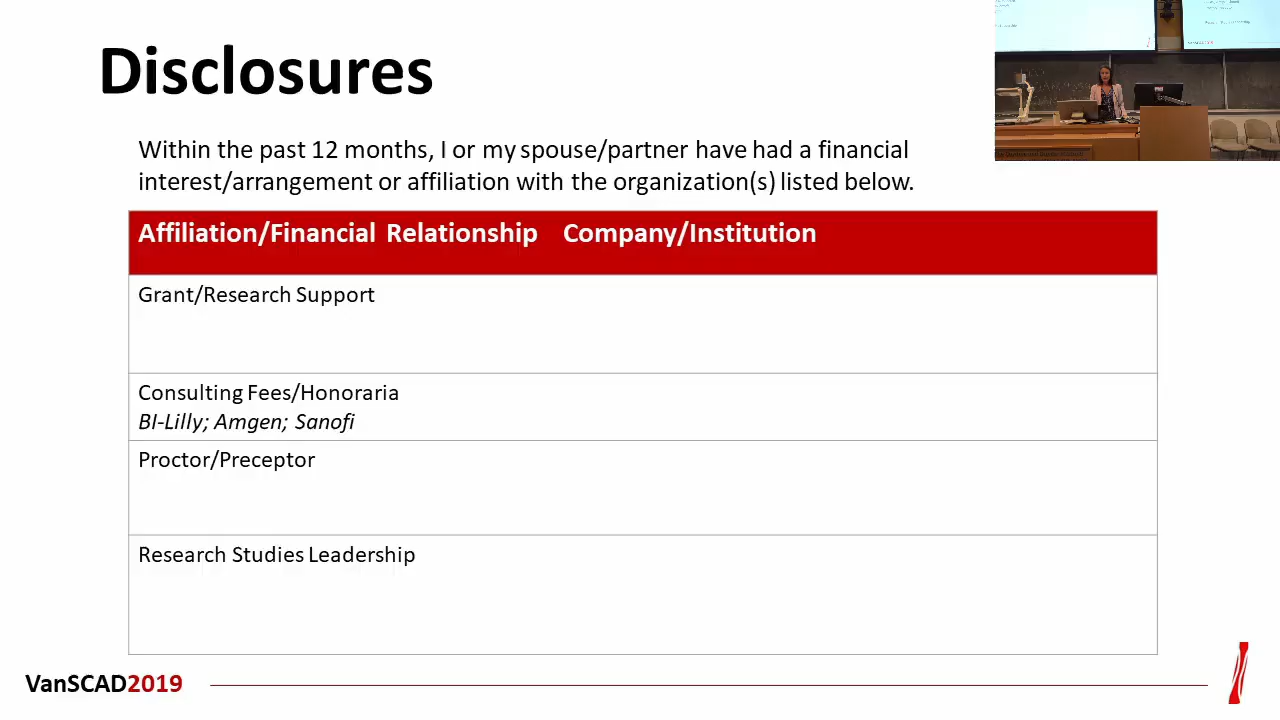 Disclosures
Within the past 12 months, I or my spouse/partner have had a financial
interest/arrangement or affiliation with the organization(s) listed below.
Affiliation/Financial Relationship Company/Institution
Grant/Research Support
Consulting Fees/Honoraria
BI-Lilly; Amgen; Sanofi
Proctor/Preceptor
Research Studies Leadership
VanSCAD2019